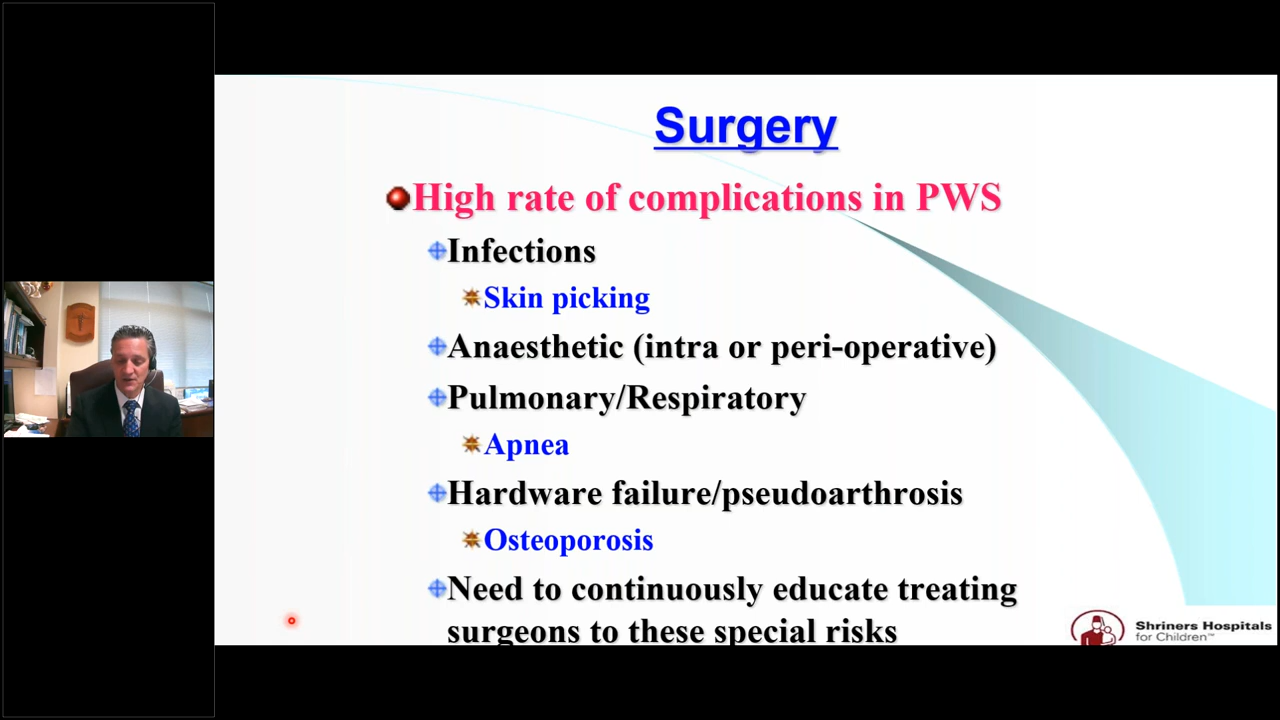 Surgery
High rate of complications in PWS
Infections
Skin picking
Anaesthetic (intra or peri-operative)
Pulmonary/Respiratory
Apnea
Hardware failure/pseudoarthrosis
Osteoporosis
Need to continuously educate treating
surgeons to these special risks
Shriners Hospitals
for Children™